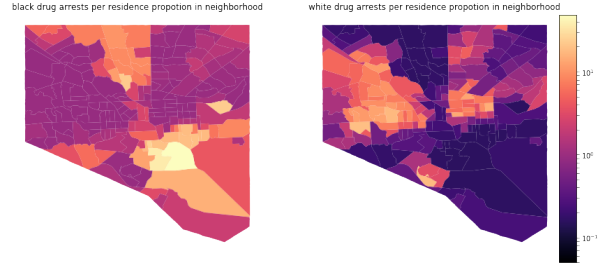 black drug arrests per residence propotion in neighborhood
white drug arrests per residence propotion in neighborhood
10¹
10⁰
10⁻¹